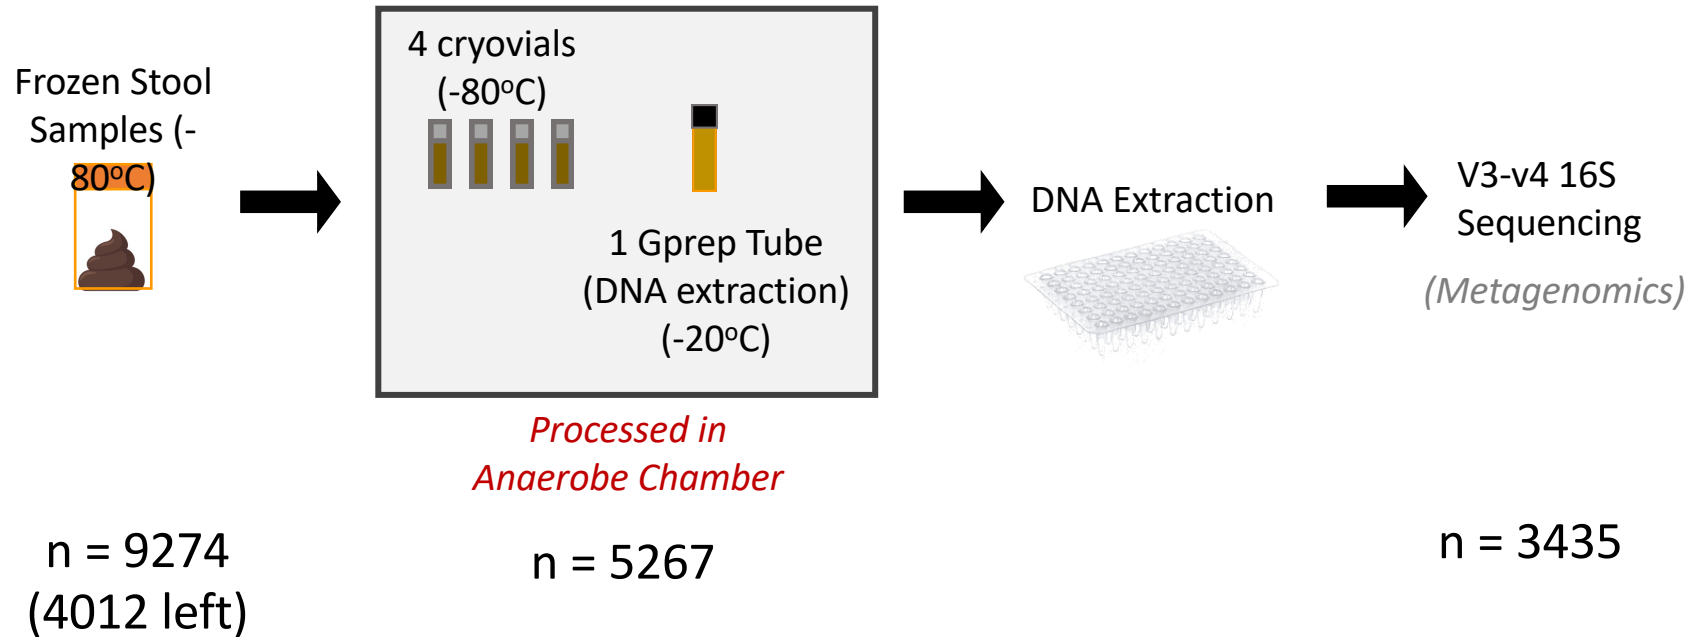 Frozen Stool
Samples (-
80°C)
4 cryovials
(-80°C)
1 Gprep Tube
(DNA extraction)
(-20°C)
Processed in
Anaerobe Chamber
DNA Extraction
V3-v4 16S
Sequencing
(Metagenomics)
n = 9274
(4012 left)
n = 5267
n = 3435